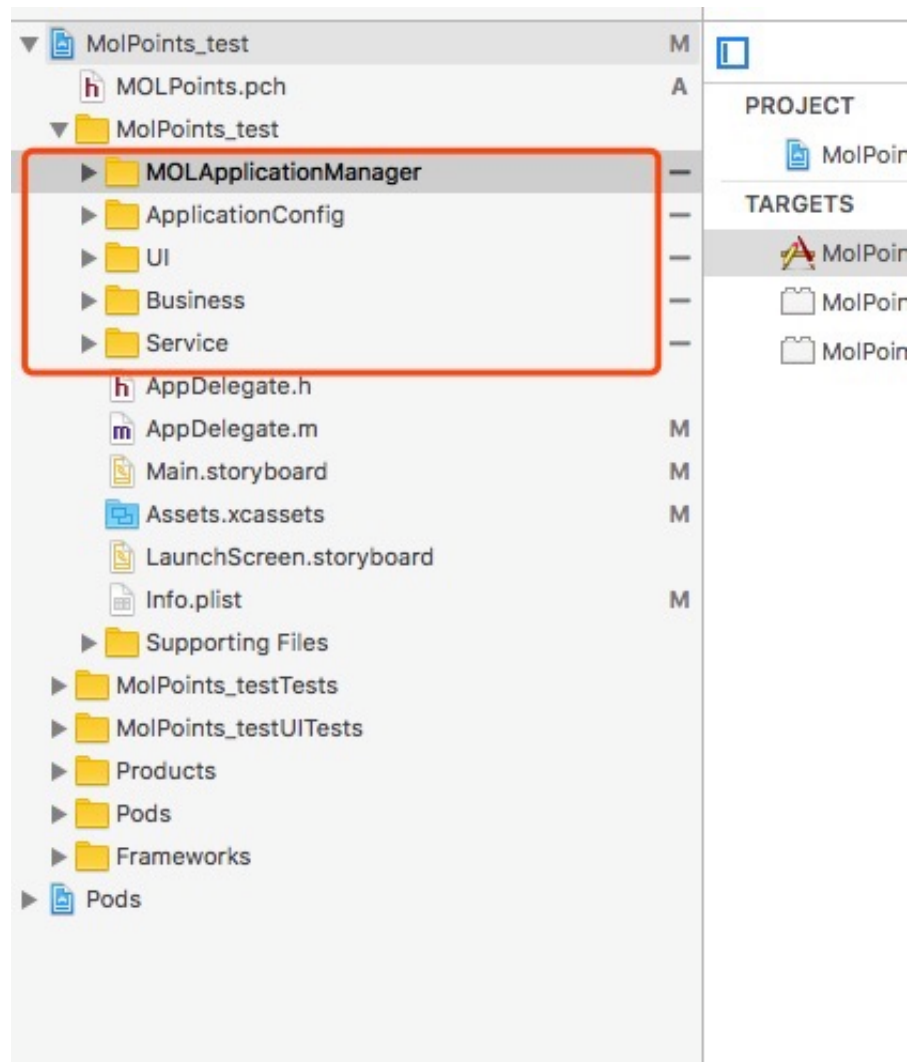 MolPoints_test M
MOLPoints.pch A
MolPoints_test
MOLApplicationManager
ApplicationConfig
UI
Business
Service
AppDelegate.h
AppDelegate.m M
Main.storyboard M
Assets.xcassets M
LaunchScreen.storyboard
Info.plist M
Supporting Files
MolPoints_testTests
MolPoints_testUITests
Products
Pods
Frameworks
Pods
PROJECT
MolPoin
TARGETS
MolPoin
MolPoin
MolPoin